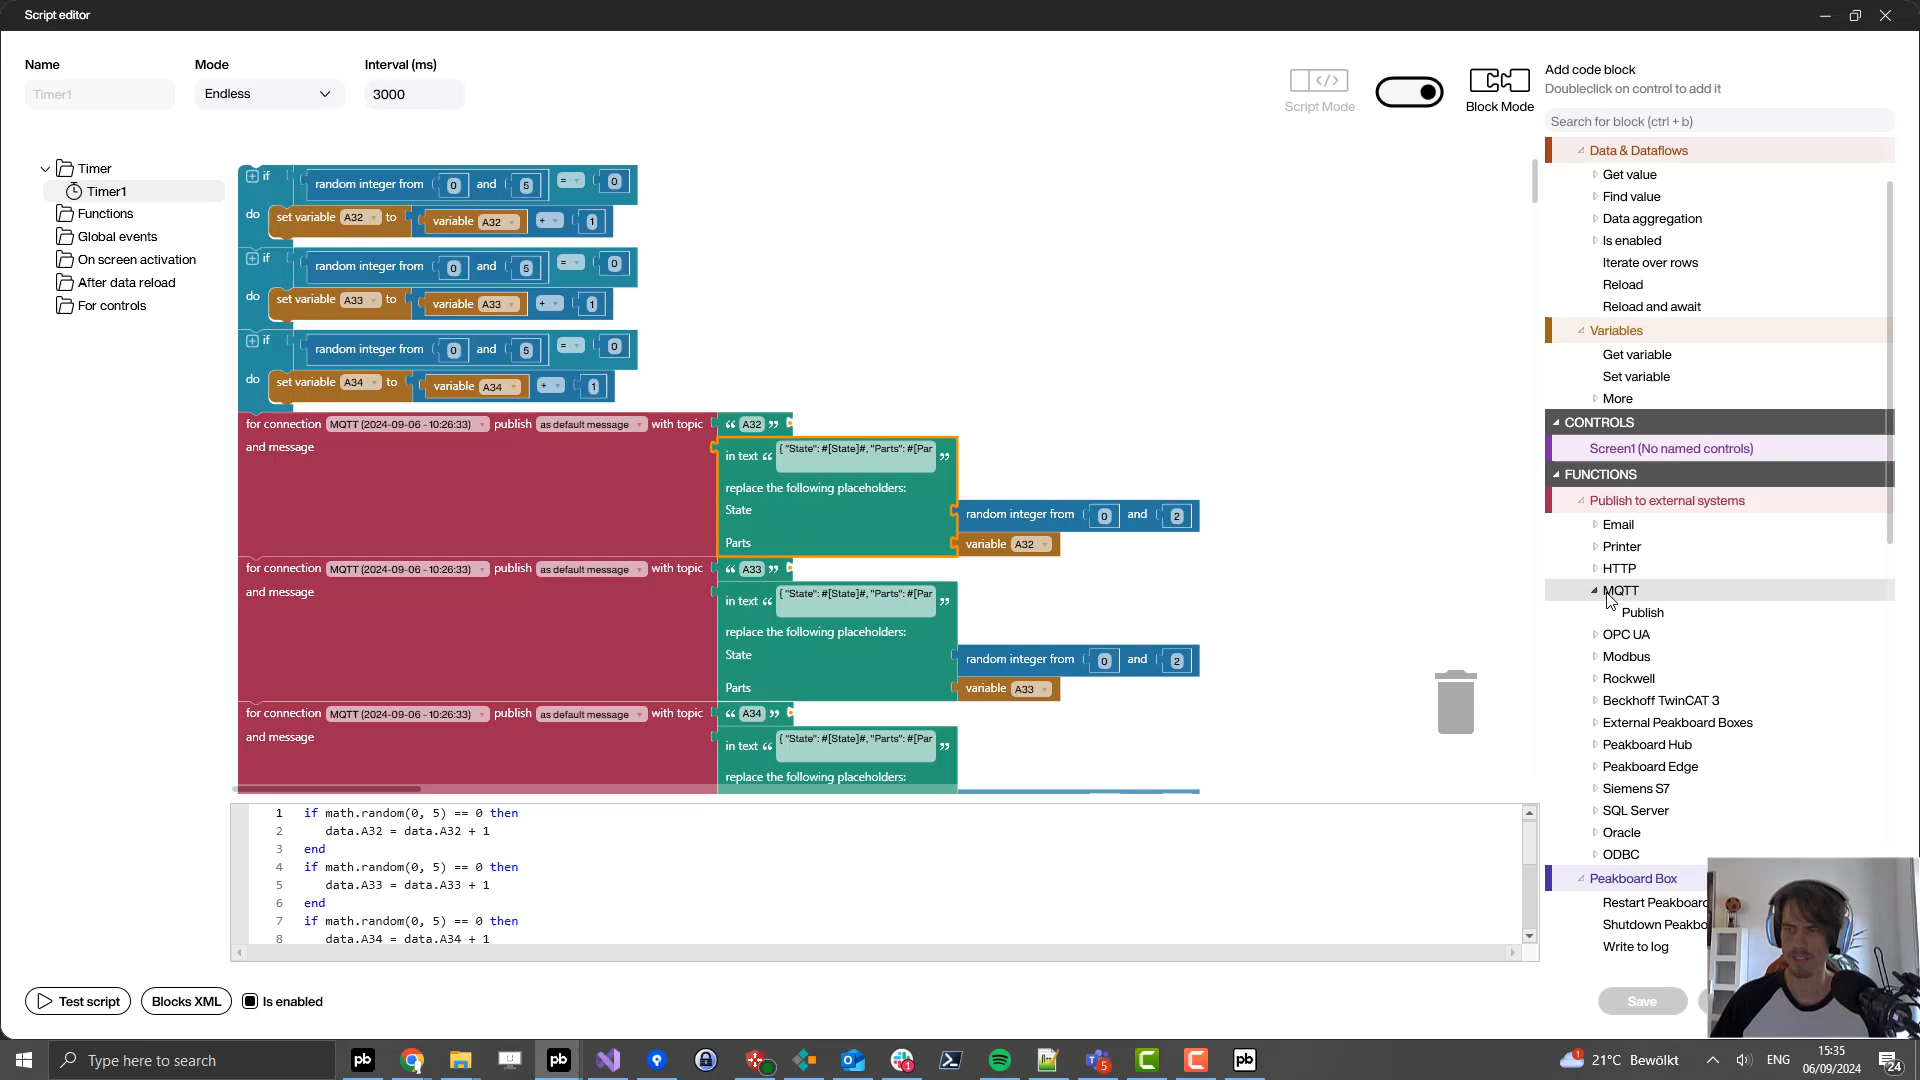 Script editor
Name
Mode
Interval (ms)
Timer1
Endless
3000
Script Mode
Block Mode
Add code block
Doubleclick on control to add it
Search for block (ctrl + b)
Timer
Timer1
Functions
Global events
On screen activation
After data reload
For controls
if random integer from 0 and 5 = 0
do set variable A32 to variable A32 + 1
if random integer from 0 and 5 = 0
do set variable A33 to variable A33 + 1
if random integer from 0 and 5 = 0
do set variable A34 to variable A34 + 1
for connection MQTT (2024-09-06 - 10:26:33) publish as default message with topic “ A32 ”
and message
in text “ { "State": #[State]#, "Parts": #[Par ”
replace the following placeholders:
State random integer from 0 and 2
Parts variable A32
for connection MQTT (2024-09-06 - 10:26:33) publish as default message with topic “ A33 ”
and message
in text “ { "State": #[State]#, "Parts": #[Par ”
replace the following placeholders:
State random integer from 0 and 2
Parts variable A33
for connection MQTT (2024-09-06 - 10:26:33) publish as default message with topic “ A34 ”
and message
in text “ { "State": #[State]#, "Parts": #[Par ”
replace the following placeholders:
1 if math.random(0, 5) == 0 then
2 data.A32 = data.A32 + 1
3 end
4 if math.random(0, 5) == 0 then
5 data.A33 = data.A33 + 1
6 end
7 if math.random(0, 5) == 0 then
8 data.A34 = data.A34 + 1
Data & Dataflows
Get value
Find value
Data aggregation
Is enabled
Iterate over rows
Reload
Reload and await
Variables
Get variable
Set variable
More
CONTROLS
Screen1 (No named controls)
FUNCTIONS
Publish to external systems
Email
Printer
HTTP
MQTT
Publish
OPC UA
Modbus
Rockwell
Beckhoff TwinCAT 3
External Peakboard Boxes
Peakboard Hub
Peakboard Edge
Siemens S7
SQL Server
Oracle
ODBC
Peakboard Box
Restart Peakboard
Shutdown Peakbo
Write to log
Test script
Blocks XML
Is enabled
Save
Type here to search
21°C Bewölkt
ENG
15:35
06/09/2024
24